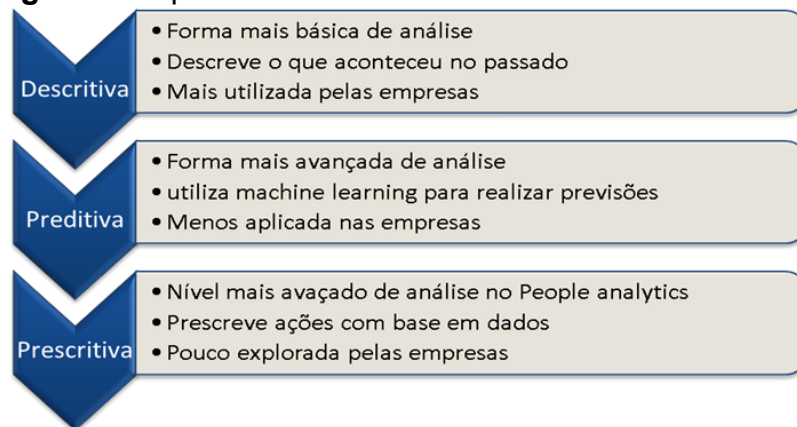 Descritiva
• Forma mais básica de análise
• Descreve o que aconteceu no passado
• Mais utilizada pelas empresas
Preditiva
• Forma mais avançada de análise
• utiliza machine learning para realizar previsões
• Menos aplicada nas empresas
Prescritiva
• Nível mais avaçado de análise no People analytics
• Prescreve ações com base em dados
• Pouco explorada pelas empresas